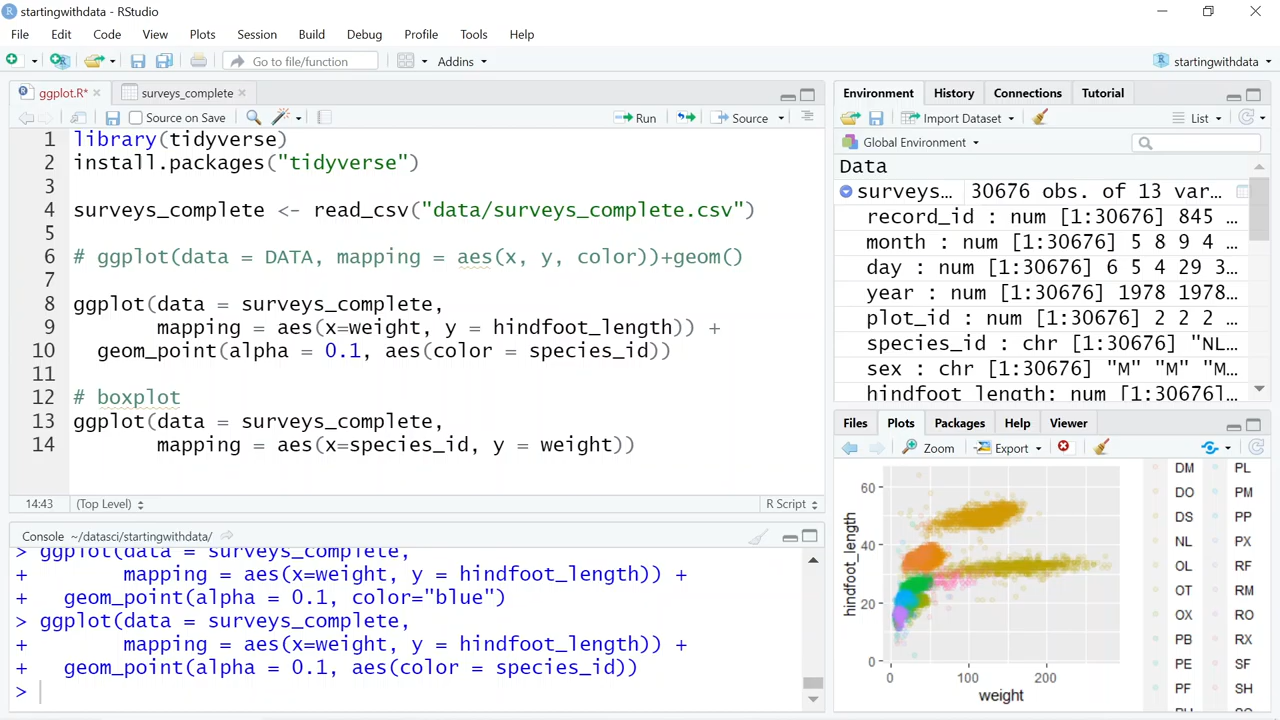 startingwithdata - RStudio
File Edit Code View Plots Session Build Debug Profile Tools Help
Go to file/function Addins startingwithdata
ggplot.R* surveys_complete
Source on Save Run Source
1 library(tidyverse)
2 install.packages("tidyverse")
3
4 surveys_complete <- read_csv("data/surveys_complete.csv")
5
6 # ggplot(data = DATA, mapping = aes(x, y, color))+geom()
7
8 ggplot(data = surveys_complete,
9 mapping = aes(x=weight, y = hindfoot_length)) +
10 geom_point(alpha = 0.1, aes(color = species_id))
11
12 # boxplot
13 ggplot(data = surveys_complete,
14 mapping = aes(x=species_id, y = weight))
14:43 (Top Level) R Script
Console ~/datasci/startingwithdata/
> ggplot(data = surveys_complete,
+ mapping = aes(x=weight, y = hindfoot_length)) +
+ geom_point(alpha = 0.1, color="blue")
> ggplot(data = surveys_complete,
+ mapping = aes(x=weight, y = hindfoot_length)) +
+ geom_point(alpha = 0.1, aes(color = species_id))
>
Environment History Connections Tutorial
Import Dataset List
Global Environment
Data
surveys… 30676 obs. of 13 var…
record_id : num [1:30676] 845 …
month : num [1:30676] 5 8 9 4 …
day : num [1:30676] 6 5 4 29 3…
year : num [1:30676] 1978 1978…
plot_id : num [1:30676] 2 2 2 …
species_id : chr [1:30676] "NL…
sex : chr [1:30676] "M" "M" "M…
hindfoot_length: num [1:30676]…
Files Plots Packages Help Viewer
Zoom Export
60
40
20
0
hindfoot_length
0 100 200
weight
DM PL
DO PM
DS PP
NL PX
OL RF
OT RM
OX RO
PB RX
PE SF
PF SH